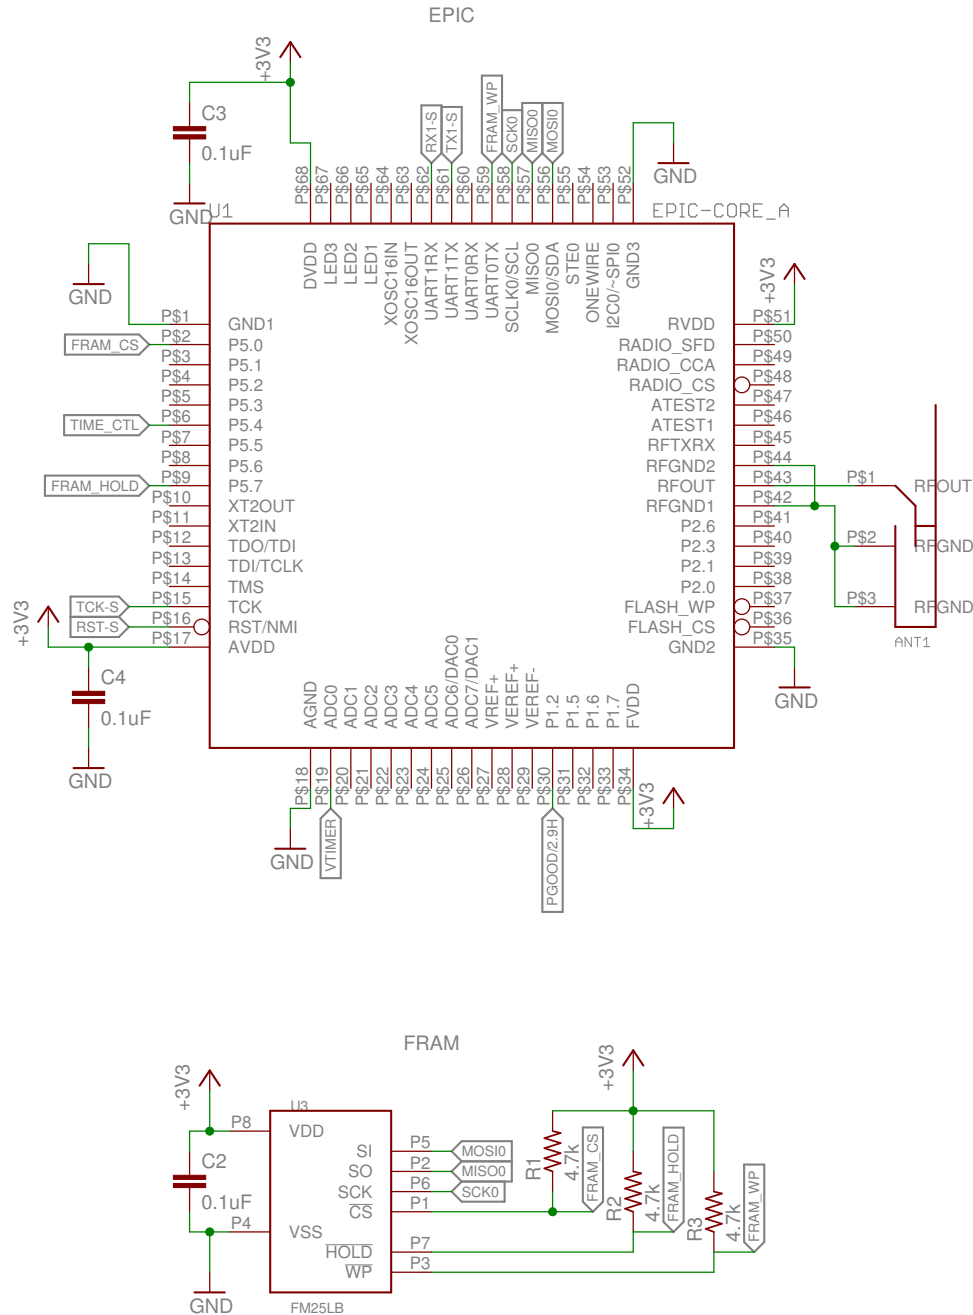 EPIC
+3V3
C3
0.1uF
GND
U1
EPIC-CORE_A
RX1-S
TX1-S
FRAM_WP
SCK0
MISO0
MOSI0
GND
P$68
P$67
P$66
P$65
P$64
P$63
P$62
P$61
P$60
P$59
P$58
P$57
P$56
P$55
P$54
P$53
P$52
DVDD
LED3
LED2
LED1
XOSC16IN
XOSC16OUT
UART1RX
UART1TX
UART0RX
UART0TX
SCLK0/SCL
MISO0
MOSI0/SDA
STE0
ONEWIRE
I2C0/~SPI0
GND3
GND
P$1 GND1
FRAM_CS P$2 P5.0
P$3 P5.1
P$4 P5.2
P$5 P5.3
TIME_CTL P$6 P5.4
P$7 P5.5
P$8 P5.6
FRAM_HOLD P$9 P5.7
P$10 XT2OUT
P$11 XT2IN
P$12 TDO/TDI
P$13 TDI/TCLK
P$14 TMS
TCK-S P$15 TCK
RST-S P$16 RST/NMI
P$17 AVDD
+3V3
C4
0.1uF
GND
+3V3
RVDD P$51
RADIO_SFD P$50
RADIO_CCA P$49
RADIO_CS P$48
ATEST2 P$47
ATEST1 P$46
RFTXRX P$45
RFGND2 P$44
RFOUT P$43
RFGND1 P$42
P2.6 P$41
P2.3 P$40
P2.1 P$39
P2.0 P$38
FLASH_WP P$37
FLASH_CS P$36
GND2 P$35
GND
P$1 RFOUT
P$2 RFGND
P$3 RFGND
ANT1
AGND
ADC0
ADC1
ADC2
ADC3
ADC4
ADC5
ADC6/DAC0
ADC7/DAC1
VREF+
VEREF+
VEREF-
P1.2
P1.5
P1.6
P1.7
FVDD
P$18
P$19
P$20
P$21
P$22
P$23
P$24
P$25
P$26
P$27
P$28
P$29
P$30
P$31
P$32
P$33
P$34
GND
VTIMER
PGOOD/2.9H
+3V3
FRAM
+3V3
C2
0.1uF
GND
U3
P8 VDD
P4 VSS
SI P5 MOSI0
SO P2 MISO0
SCK P6 SCK0
CS P1
HOLD P7
WP P3
FM25LB
+3V3
R1
4.7k
FRAM_CS
R2
4.7k
FRAM_HOLD
R3
4.7k
FRAM_WP